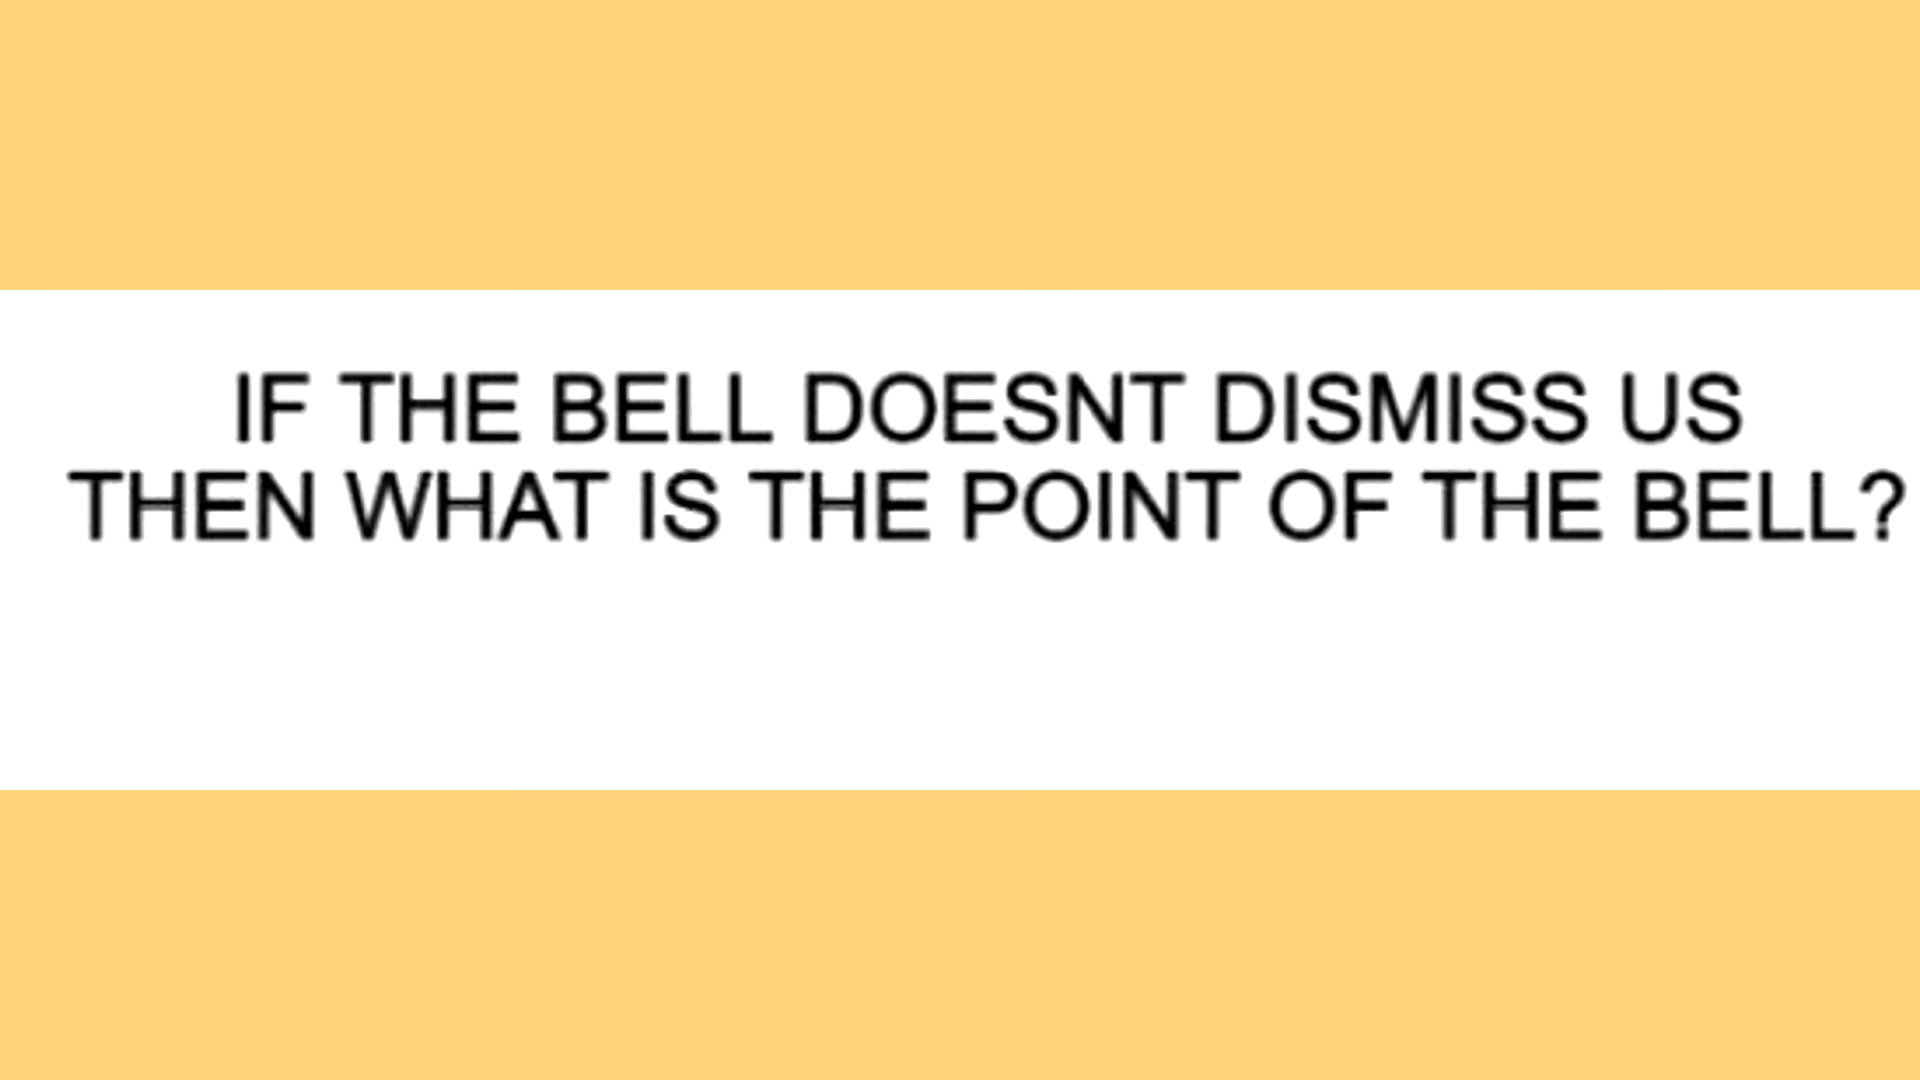 IF THE BELL DOESNT DISMISS US
THEN WHAT IS THE POINT OF THE BELL?